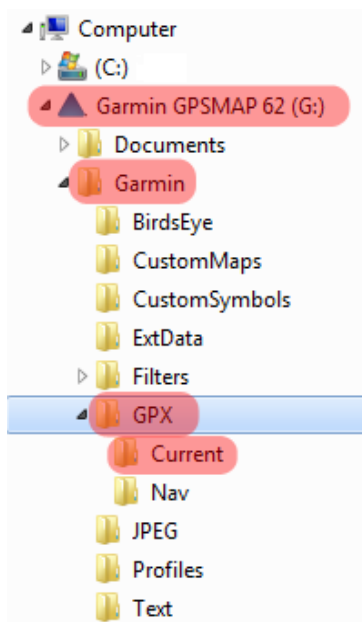 Computer
(C:)
Garmin GPSMAP 62 (G:)
Documents
Garmin
BirdsEye
CustomMaps
CustomSymbols
ExtData
Filters
GPX
Current
Nav
JPEG
Profiles
Text